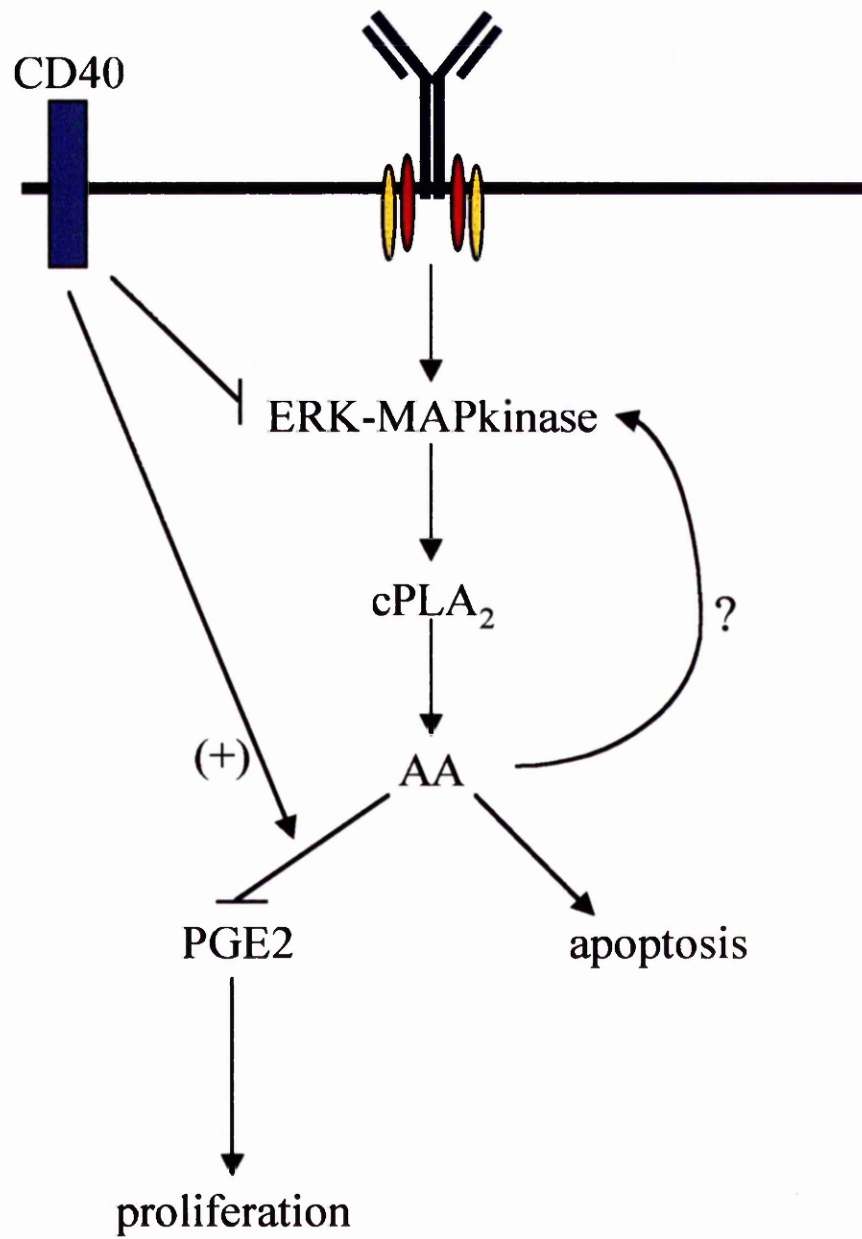 CD40
ERK-MAPkinase
cPLA₂
?
(+)
AA
PGE2
apoptosis
proliferation